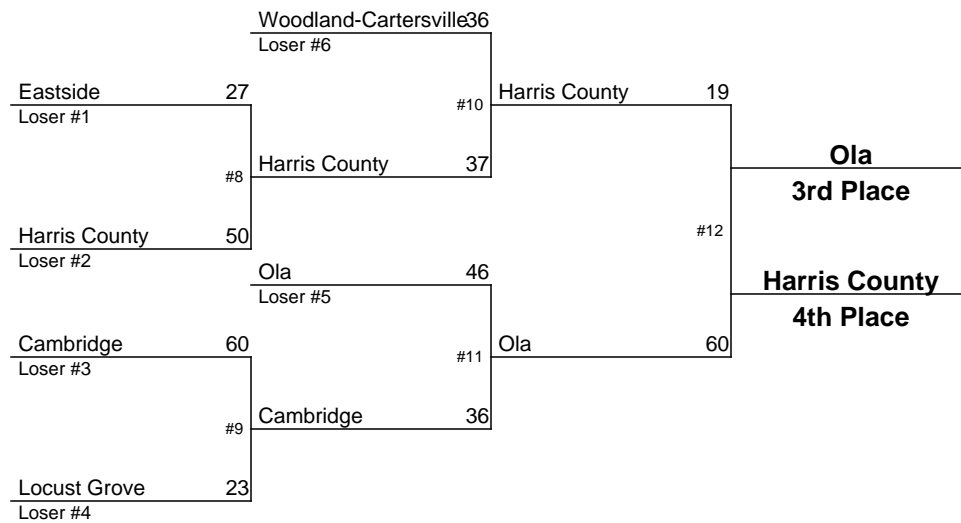 Woodland-Cartersville 36
Loser #6
Eastside 27
Loser #1
#10
Harris County 19
Ola
3rd Place
#8
Harris County 37
Harris County 50
Loser #2
#12
Ola 46
Loser #5
Harris County
4th Place
Cambridge 60
Loser #3
#11
Ola 60
#9
Cambridge 36
Locust Grove 23
Loser #4